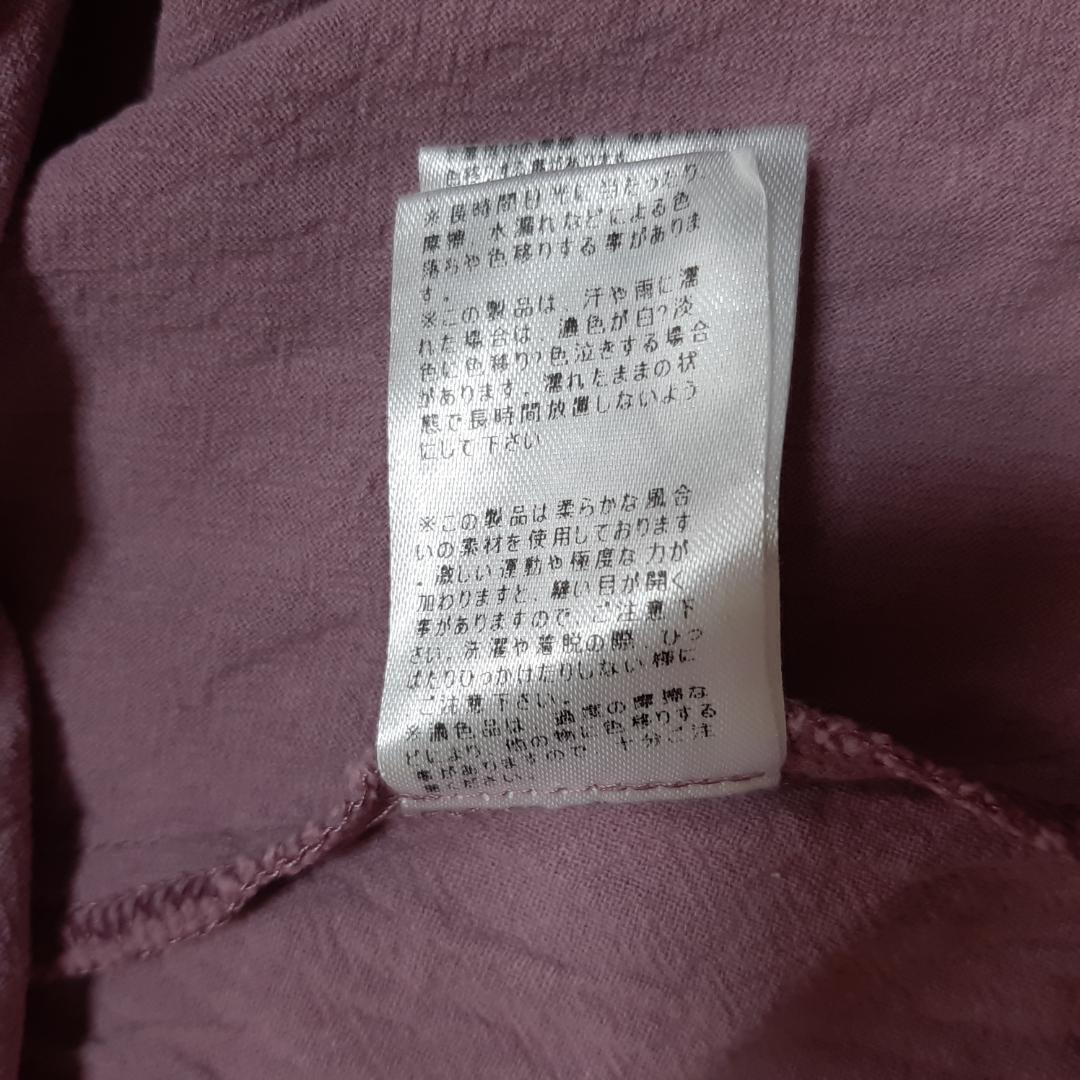 ※長時間日光に当たったり、
摩擦、水濡れなどによる色
落ちや色移りする事がありま
す。
※この製品は、汗や雨に濡
れた場合は、濃色が白?淡
色に色移り?色泣きする場合
があります。濡れたままの状
態で長時間放置しないよう
にして下さい
※この製品は柔らかな風合
いの素材を使用しております
。激しい運動や極度な力が
加わりますと、縫い目が開く
事がありますので、ご注意下
さい。洗濯や着脱の際、ひっ
ぱたりひっかけたりしない様に
ご注意下さい。
※濃色品は、過度の摩擦な
どにより、他の物に色移りする
事がありますので、十分ご注
意ください。